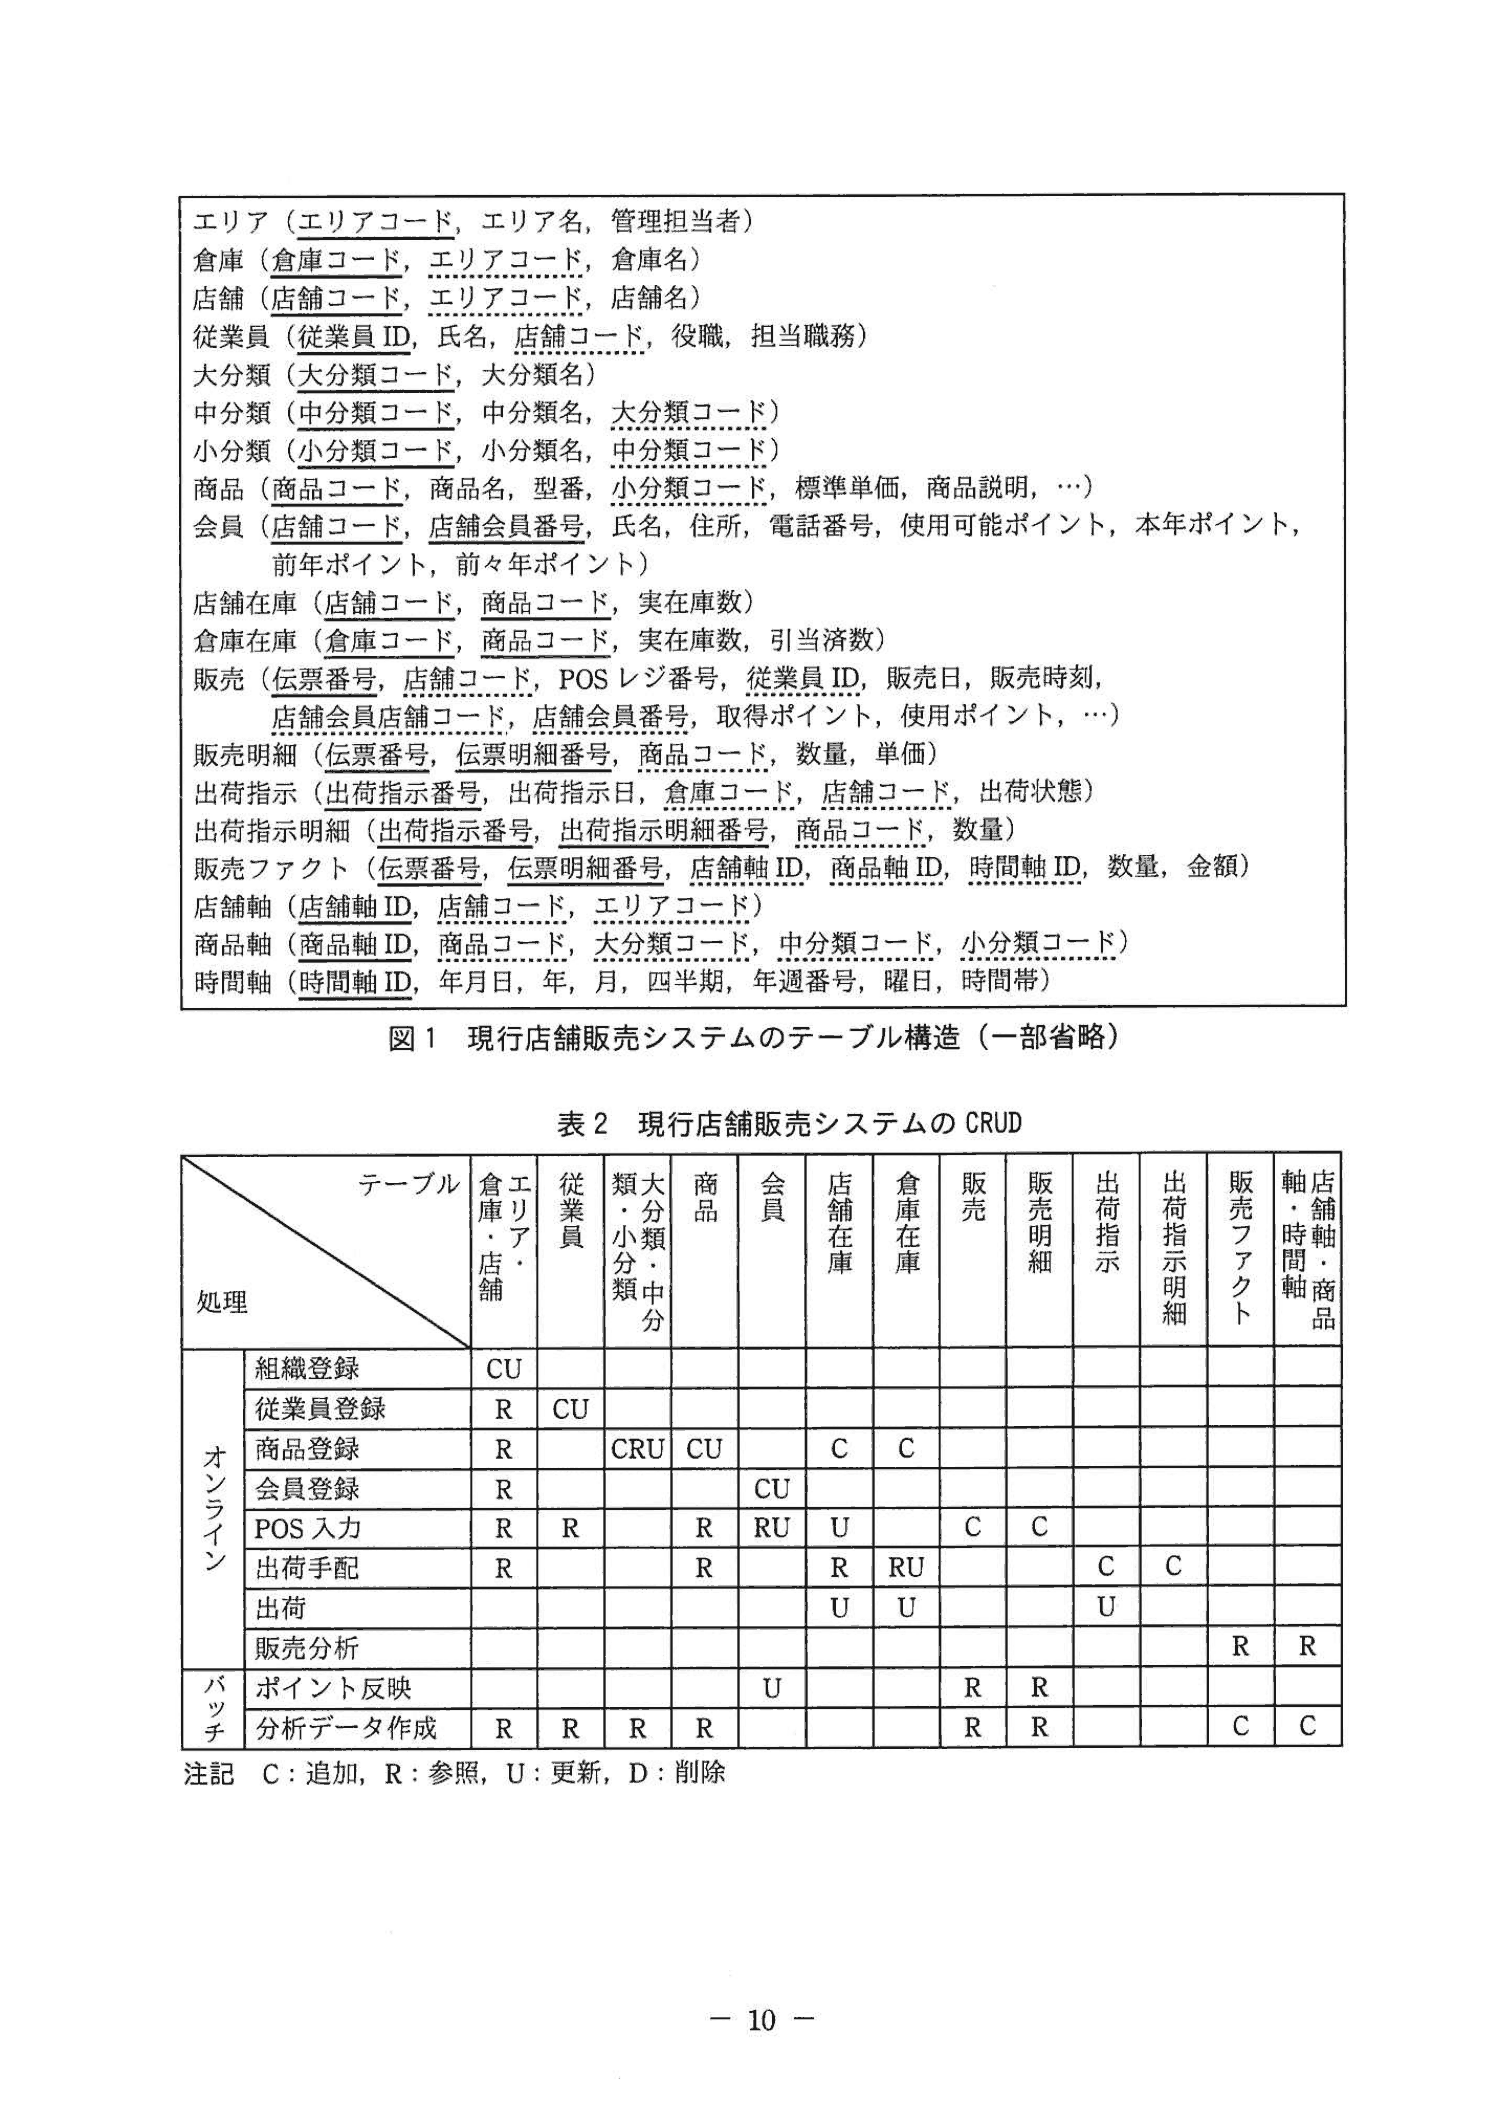 エリア（エリアコード，エリア名，管理担当者）
倉庫（倉庫コード，エリアコード，倉庫名）
店舗（店舗コード，エリアコード，店舗名）
従業員（従業員 ID，氏名，店舗コード，役職，担当職務）
大分類（大分類コード，大分類名）
中分類（中分類コード，中分類名，大分類コード）
小分類（小分類コード，小分類名，中分類コード）
商品（商品コード，商品名，型番，小分類コード，標準単価，商品説明，…）
会員（店舗コード，店舗会員番号，氏名，住所，電話番号，使用可能ポイント，本年ポイント，
前年ポイント，前々年ポイント）
店舗在庫（店舗コード，商品コード，実在庫数）
倉庫在庫（倉庫コード，商品コード，実在庫数，引当済数）
販売（伝票番号，店舗コード，POS レジ番号，従業員 ID，販売日，販売時刻，
店舗会員店舗コード，店舗会員番号，取得ポイント，使用ポイント，…）
販売明細（伝票番号，伝票明細番号，商品コード，数量，単価）
出荷指示（出荷指示番号，出荷指示日，倉庫コード，店舗コード，出荷状態）
出荷指示明細（出荷指示番号，出荷指示明細番号，商品コード，数量）
販売ファクト（伝票番号，伝票明細番号，店舗軸 ID，商品軸 ID，時間軸 ID，数量，金額）
店舗軸（店舗軸 ID，店舗コード，エリアコード）
商品軸（商品軸 ID，商品コード，大分類コード，中分類コード，小分類コード）
時間軸（時間軸 ID，年月日，年，月，四半期，年週番号，曜日，時間帯）
図 1　現行店舗販売システムのテーブル構造（一部省略）
表 2　現行店舗販売システムの CRUD
テーブル
処理
エリア・
倉庫・店舗
従業員
大分類・中分
類・小分類
商品
会員
店舗在庫
倉庫在庫
販売
販売明細
出荷指示
出荷指示明細
販売ファクト
店舗軸・商品
軸・時間軸
オンライン
組織登録 CU
従業員登録 R CU
商品登録 R CRU CU C C
会員登録 R CU
POS 入力 R R R RU U C C
出荷手配 R R R RU C C
出荷 U U U
販売分析 R R
バッチ
ポイント反映 U R R
分析データ作成 R R R R R R C C
注記　C：追加，R：参照，U：更新，D：削除
－ 10 －